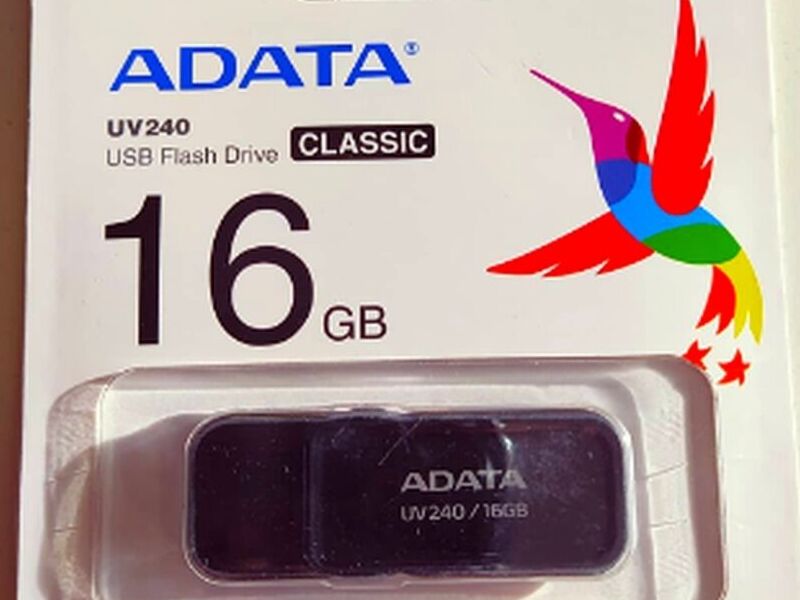 ADATA®
UV240
USB Flash Drive CLASSIC
16 GB
ADATA
UV240 / 16GB